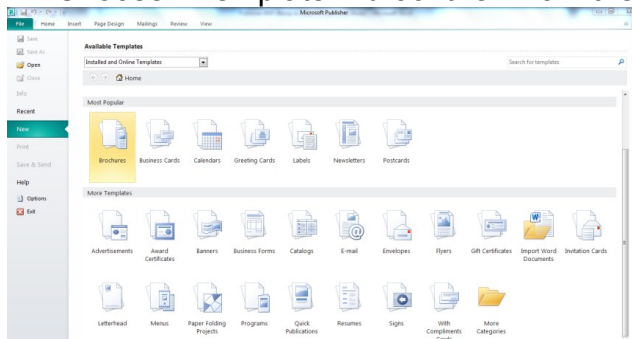 Microsoft Publisher
File Home Insert Page Design Mailings Review View
Save
Save As
Open
Close
Info
Recent
New
Print
Save & Send
Help
Options
Exit
Available Templates
Installed and Online Templates
Search for templates
Home
Most Popular
Brochures Business Cards Calendars Greeting Cards Labels Newsletters Postcards
More Templates
Advertisements Award Certificates Banners Business Forms Catalogs E-mail Envelopes Flyers Gift Certificates Import Word Documents Invitation Cards
Letterhead Menus Paper Folding Projects Programs Quick Publications Resumes Signs With Compliments Cards More Categories